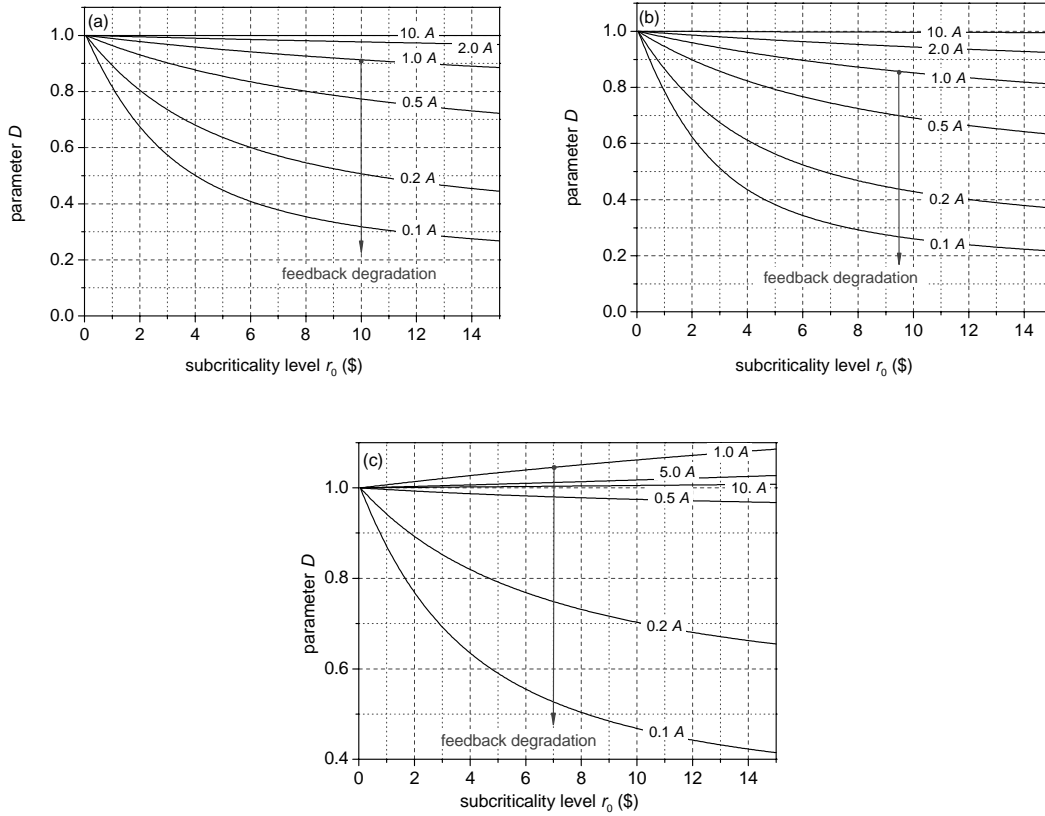 (a)
1.0
0.8
0.6
0.4
0.2
0.0
parameter D
10. A
2.0 A
1.0 A
0.5 A
0.2 A
0.1 A
feedback degradation
0 2 4 6 8 10 12 14
subcriticality level r0 ($)
(b)
1.0
0.8
0.6
0.4
0.2
0.0
parameter D
10. A
2.0 A
1.0 A
0.5 A
0.2 A
0.1 A
feedback degradation
0 2 4 6 8 10 12 14
subcriticality level r0 ($)
(c)
1.0
0.8
0.6
0.4
parameter D
1.0 A
5.0 A
10. A
0.5 A
0.2 A
0.1 A
feedback degradation
0 2 4 6 8 10 12 14
subcriticality level r0 ($)